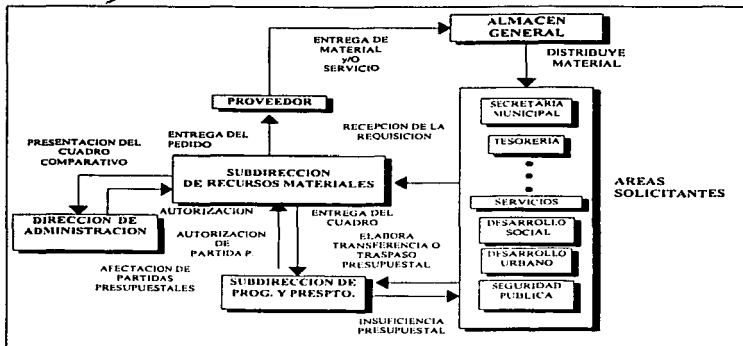 ALMACEN
GENERAL
ENTREGA DE
MATERIAL
y/O
SERVICIO
DISTRIBUYE
MATERIAL
PROVEEDOR
SECRETARIA
MUNICIPAL
PRESENTACION DEL
CUADRO
COMPARATIVO
ENTREGA DEL
PEDIDO
RECEPCION DE LA
REQUISICION
TESORERIA
SUBDIRECCION
DE RECURSOS MATERIALES
AREAS
SOLICITANTES
SERVICIOS
DIRECCION DE
ADMINISTRACION
AUTORIZACION
ENTREGA DEL
CUADRO
DESARROLLO
SOCIAL
AUTORIZACION
DE
PARTIDA P.
ELABORA
TRANSFERENCIA O
TRASPASO
PRESUPUESTAL
DESARROLLO
URBANO
AFECTACION DE
PARTIDAS
PRESUPUESTALES
SUBDIRECCION DE
PROG. Y PRESPTO.
SEGURIDAD
PUBLICA
INSUFICIENCIA
PRESUPUESTAL